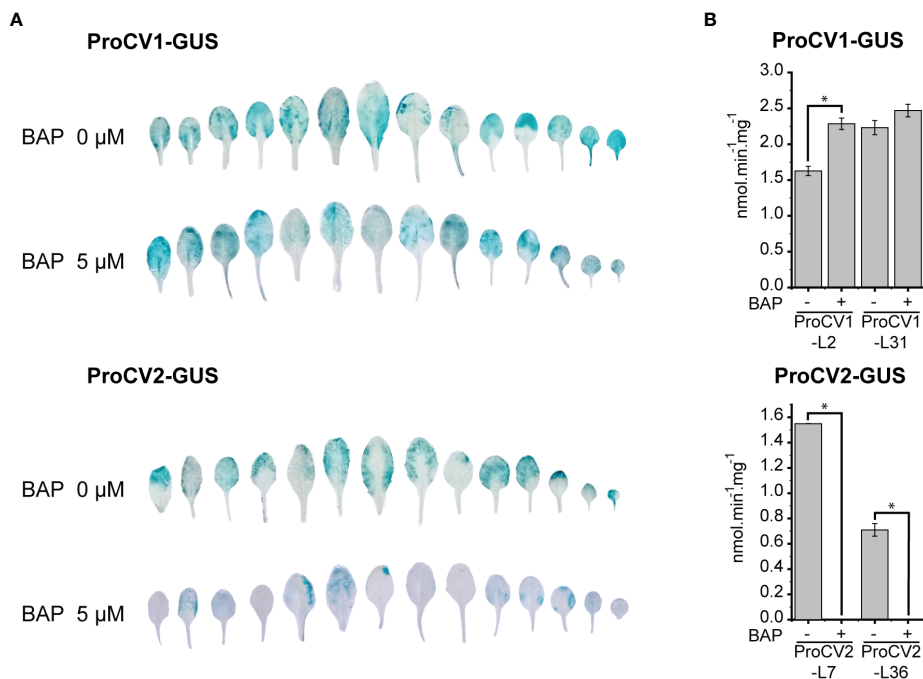 A
ProCV1-GUS
BAP 0 µM
BAP 5 µM
ProCV2-GUS
BAP 0 µM
BAP 5 µM
B
ProCV1-GUS
nmol.min⁻¹.mg⁻¹
3.0
2.5
2.0
1.5
1.0
0.5
0.0
*
BAP - + - +
ProCV1 ProCV1
-L2 -L31
ProCV2-GUS
nmol.min⁻¹.mg⁻¹
1.6
1.4
1.2
1.0
0.8
0.6
0.4
0.2
0.0
*
*
BAP - + - +
ProCV2 ProCV2
-L7 -L36